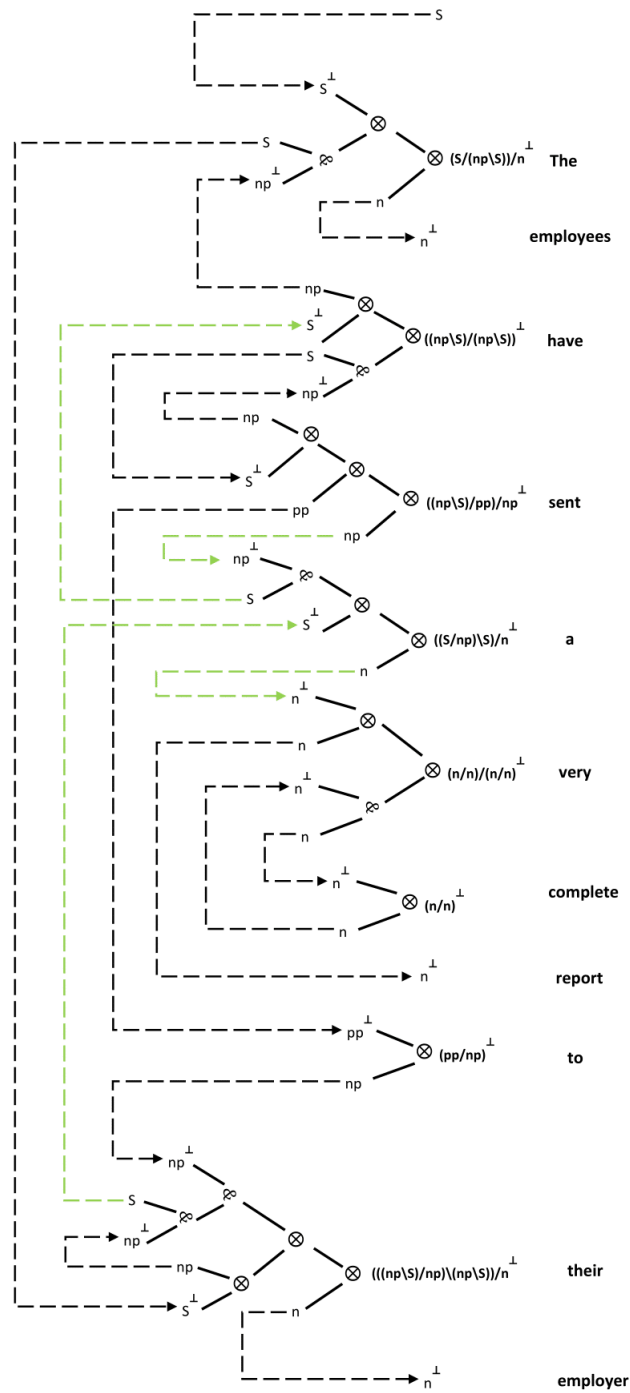 S
S⊥
⊗
S
⅋
⊗ (S/(np\S))/n⊥ The
np⊥
n
n⊥ employees
np
⊗
S⊥
⊗ ((np\S)/(np\S))⊥ have
S
⅋
np⊥
np
⊗
⊗
S⊥
⊗ ((np\S)/pp)/np⊥ sent
pp
np
np⊥
⅋
S
⊗
S⊥
⊗ ((S/np)\S)/n⊥ a
n
n⊥
⊗
n
⊗ (n/n)/(n/n)⊥ very
n⊥
⅋
n
n⊥
⊗ (n/n)⊥ complete
n
n⊥ report
pp⊥
⊗ (pp/np)⊥ to
np
np⊥
⅋
S
⅋
np⊥
⊗
np
⊗ (((np\S)/np)\(np\S))/n⊥ their
⊗
S⊥
n
n⊥ employer